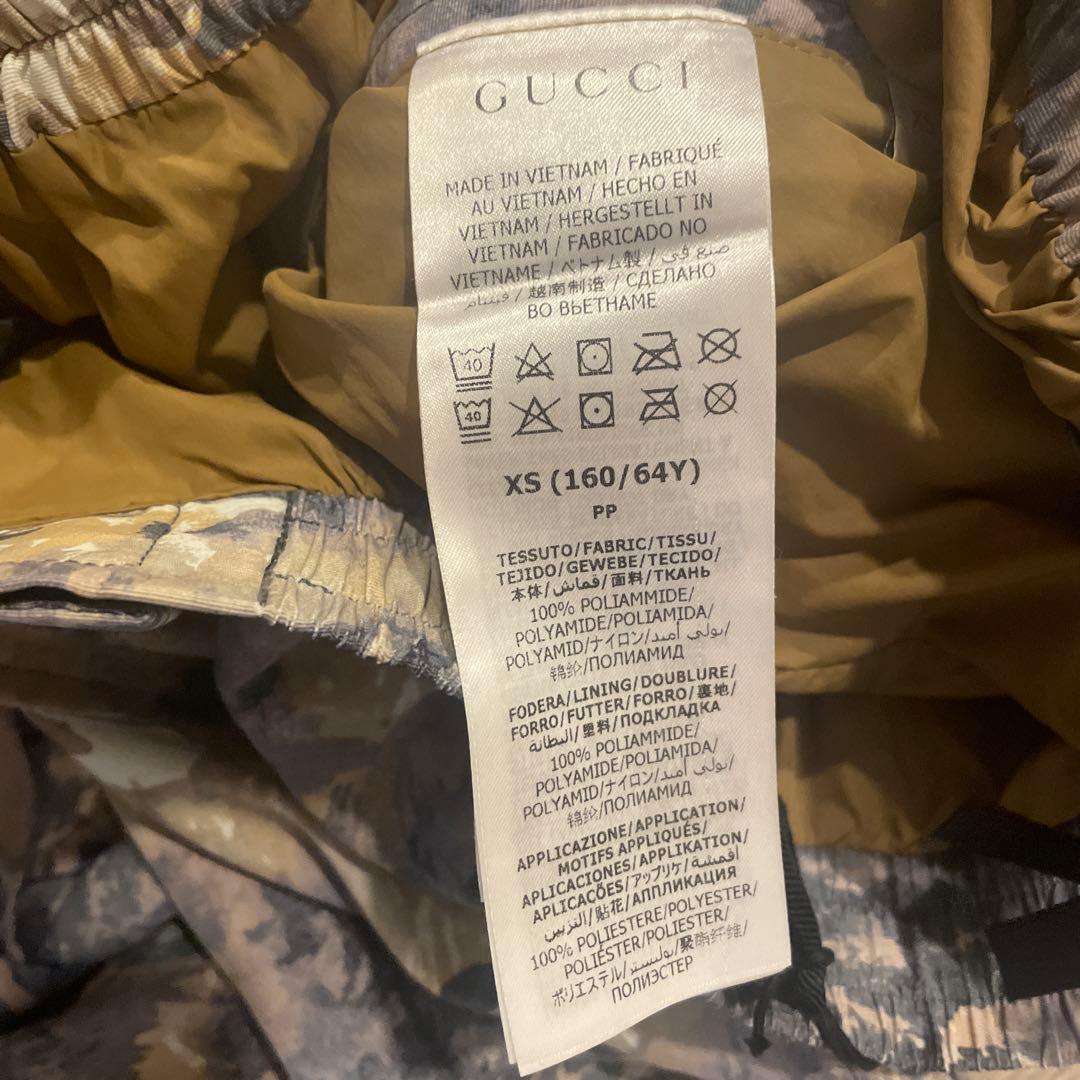 GUCCI
MADE IN VIETNAM / FABRIQUÉ
AU VIETNAM / HECHO EN
VIETNAM / HERGESTELLT IN
VIETNAM / FABRICADO NO
VIETNAME / ベトナム製 / صنع في
فيتنام / 越南制造 / СДЕЛАНО
ВО ВЬЕТНАМЕ
40
40
XS (160/64Y)
PP
TESSUTO/FABRIC/TISSU/
TEJIDO/GEWEBE/TECIDO/
本体/قماش/面料/ТКАНЬ
100% POLIAMMIDE/
POLYAMIDE/POLIAMIDA/
POLYAMID/ナイロン/بولي أميد/
锦纶/ПОЛИАМИД
FODERA/LINING/DOUBLURE/
FORRO/FUTTER/FORRO/裏地/
البطانة/里料/ПОДКЛАДКА
100% POLIAMMIDE/
POLYAMIDE/POLIAMIDA/
POLYAMID/ナイロン/بولي أميد/
锦纶/ПОЛИАМИД
APPLICAZIONE/APPLICATION/
MOTIFS APPLIQUÉS/
APLICACIONES/APPLIKATION/
APLICAÇÕES/アップリケ/أقمشة
التزيين/贴花/АППЛИКАЦИЯ
100% POLIESTERE/POLYESTER/
POLIÉSTER/POLIESTER/
ポリエステル/بوليستر/聚酯纤维/
ПОЛИЭСТЕР